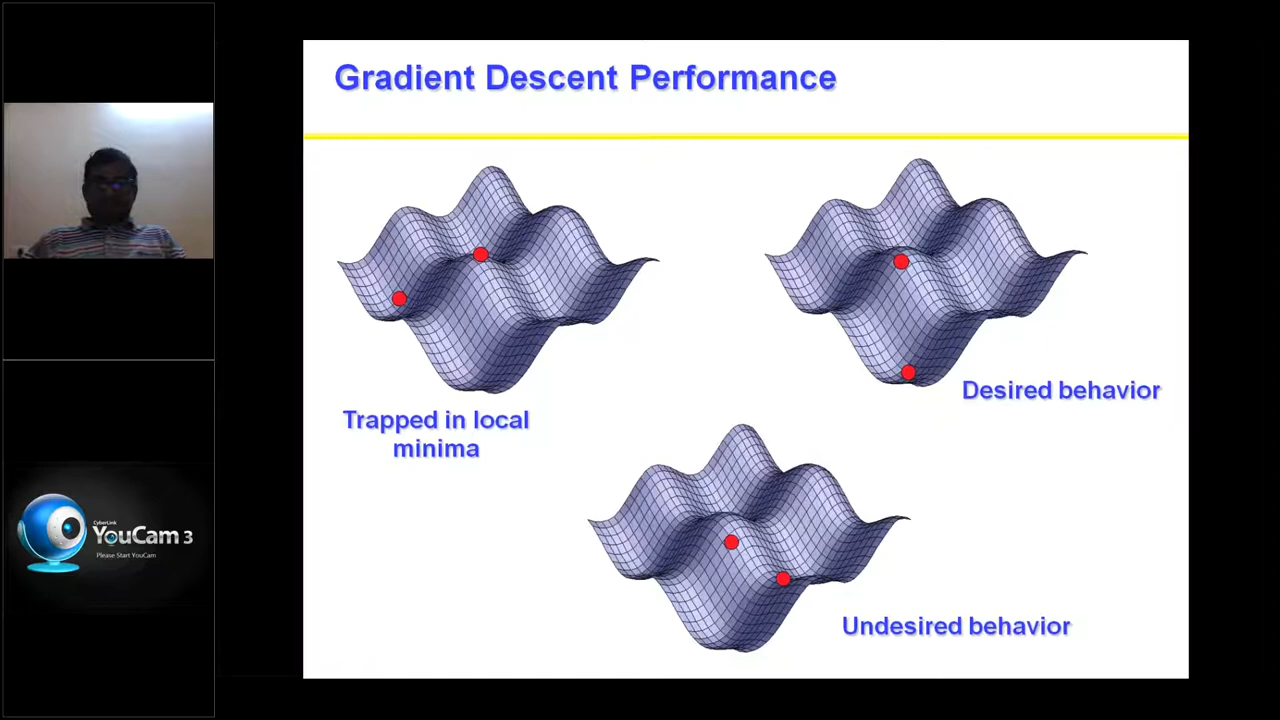 Gradient Descent Performance
Trapped in local
minima
Desired behavior
Undesired behavior
CyberLink
YouCam 3
Please Start YouCam